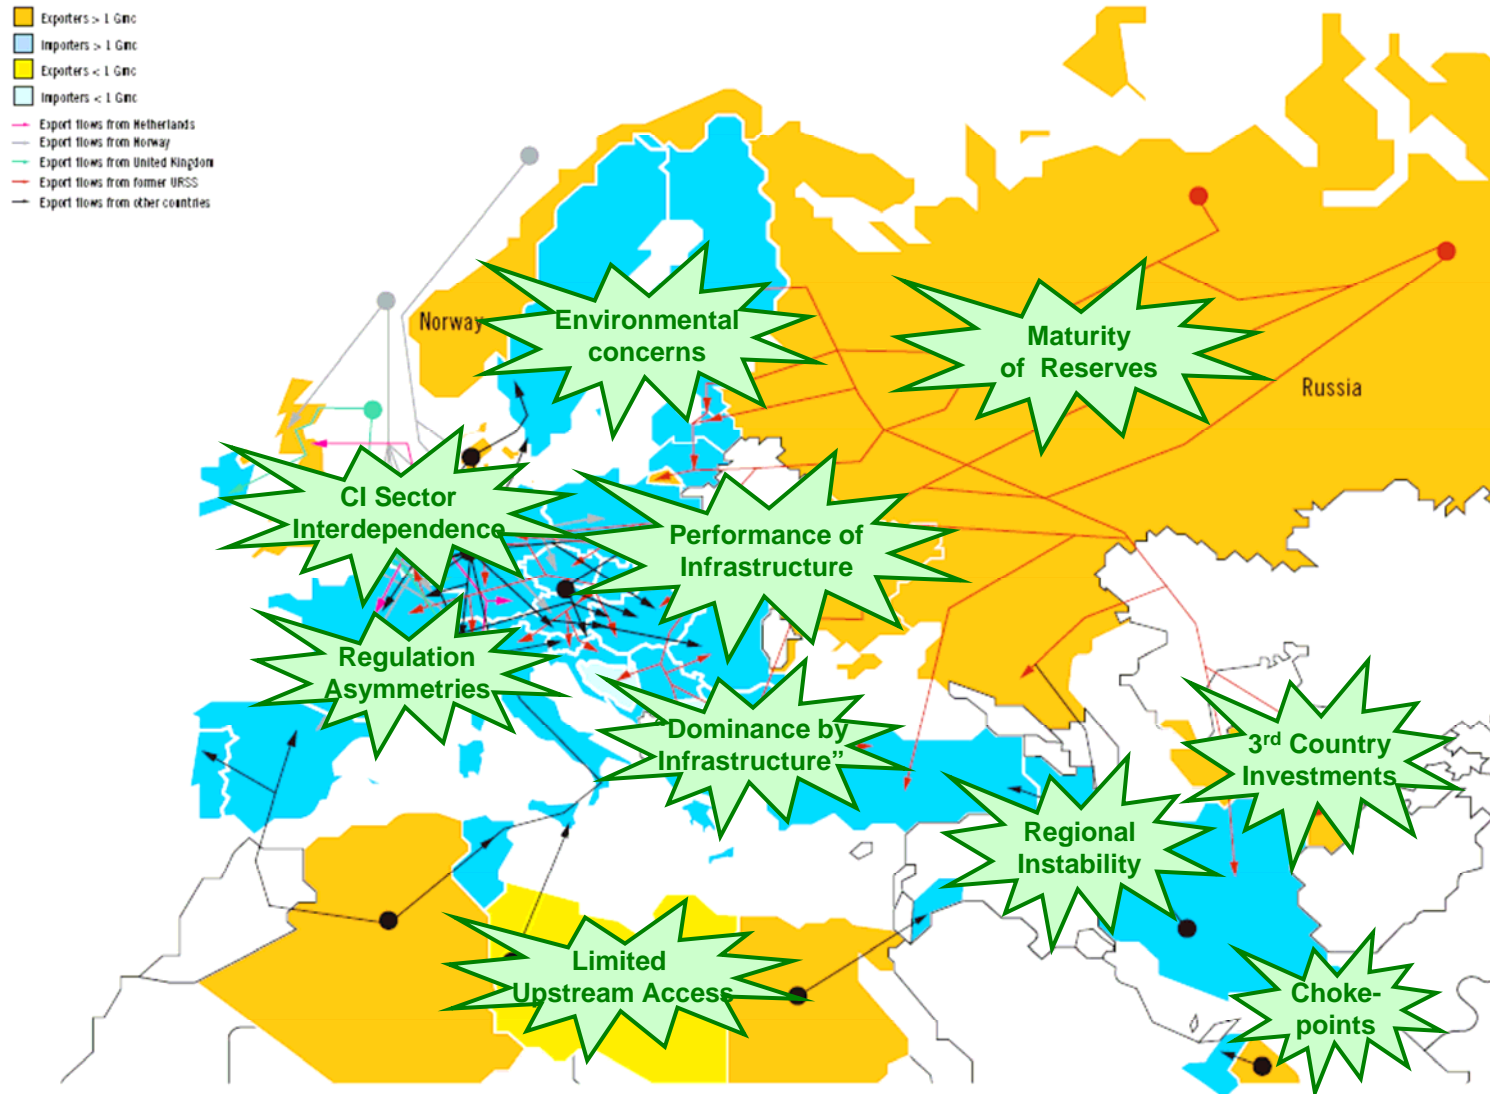 Exporters > 1 Gmc
Importers > 1 Gmc
Exporters < 1 Gmc
Importers < 1 Gmc
Export flows from Netherlands
Export flows from Norway
Export flows from United Kingdom
Export flows from former URSS
Export flows from other countries
Norway
Environmental
concerns
Maturity
of Reserves
Russia
CI Sector
Interdependence
Performance of
Infrastructure
Regulation
Asymmetries
“Dominance by
Infrastructure”
3rd Country
Investments
Regional
Instability
Limited
Upstream Access
Choke-
points